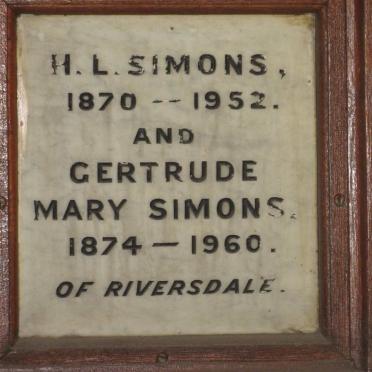 H. L. SIMONS,
1870 -- 1952.
AND
GERTRUDE
MARY SIMONS.
1874 — 1960.
OF RIVERSDALE.